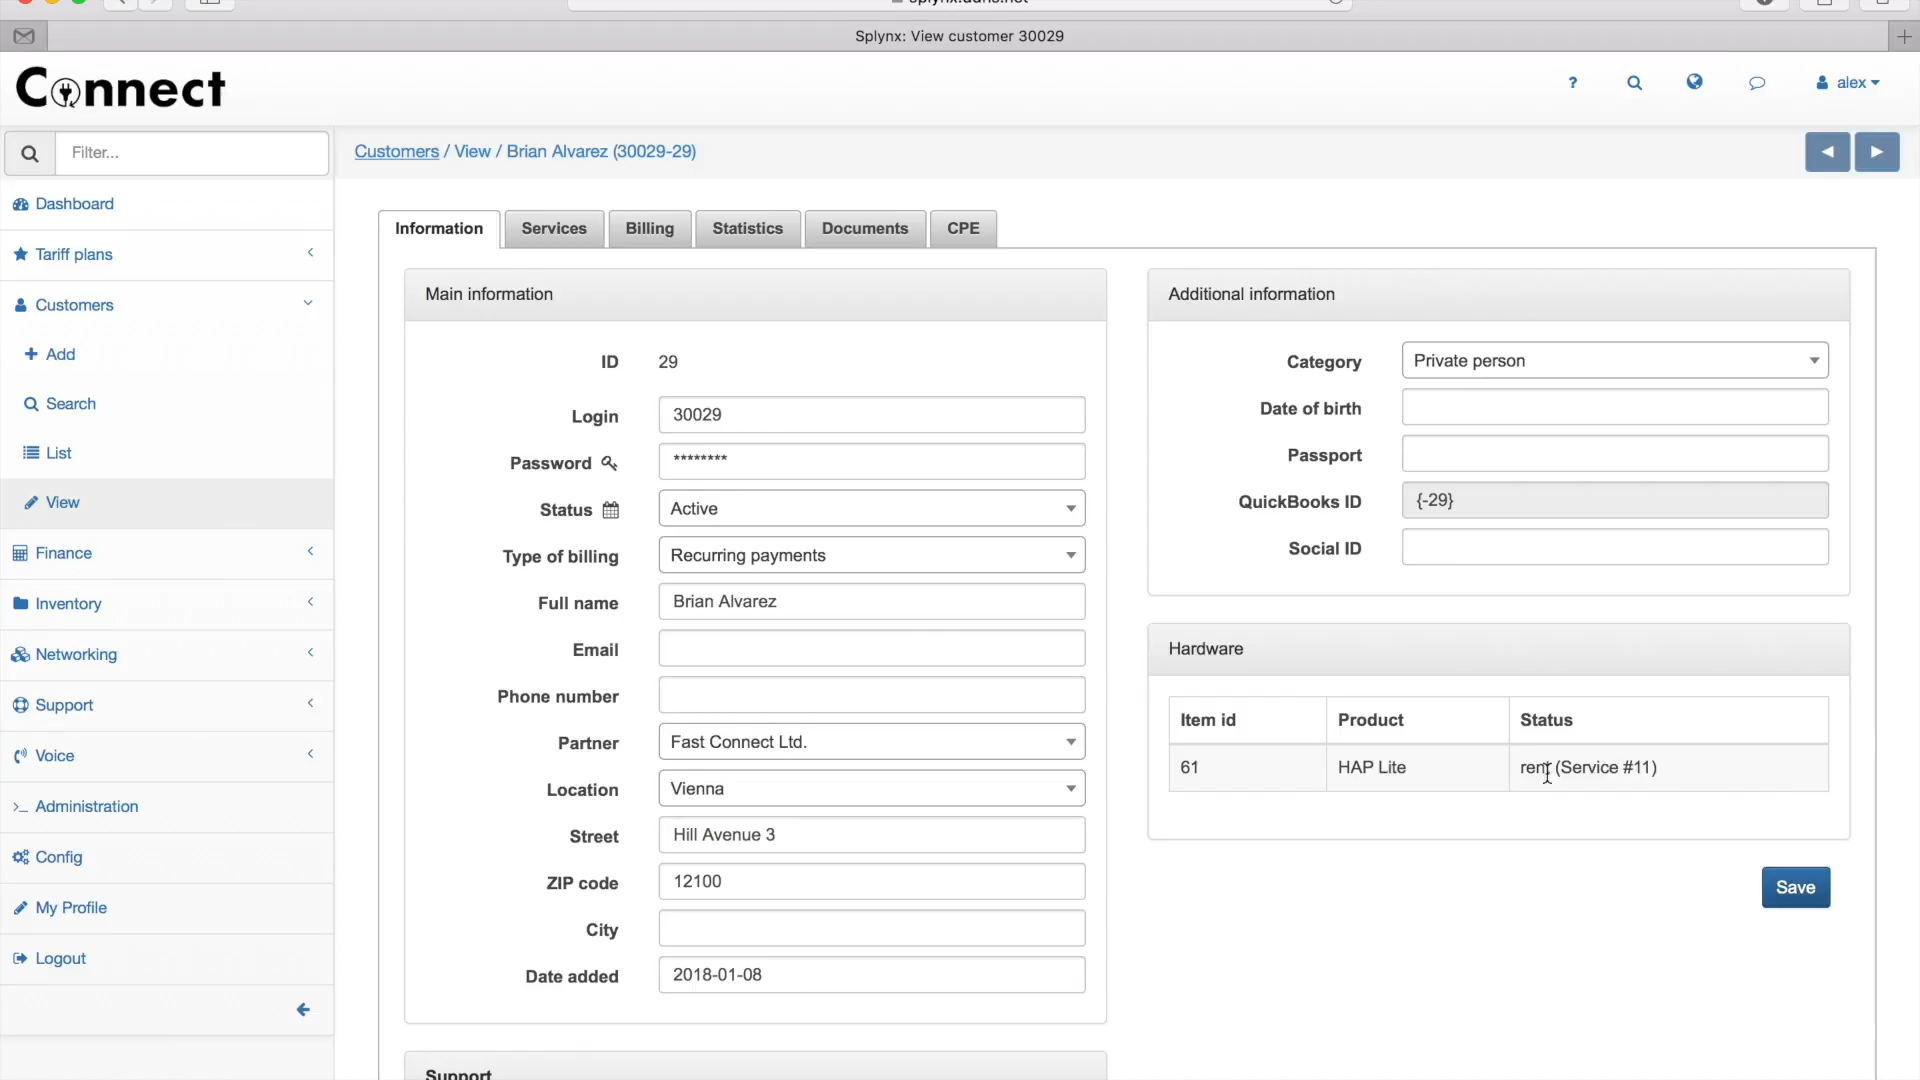 Splynx: View customer 30029
Connect
? alex
Filter...
Customers / View / Brian Alvarez (30029-29)
Dashboard
Tariff plans
Customers
Add
Search
List
View
Finance
Inventory
Networking
Support
Voice
Administration
Config
My Profile
Logout
Information Services Billing Statistics Documents CPE
Main information
ID 29
Login 30029
Password ********
Status Active
Type of billing Recurring payments
Full name Brian Alvarez
Email
Phone number
Partner Fast Connect Ltd.
Location Vienna
Street Hill Avenue 3
ZIP code 12100
City
Date added 2018-01-08
Support
Additional information
Category Private person
Date of birth
Passport
QuickBooks ID {-29}
Social ID
Hardware
Item id Product Status
61 HAP Lite rent (Service #11)
Save